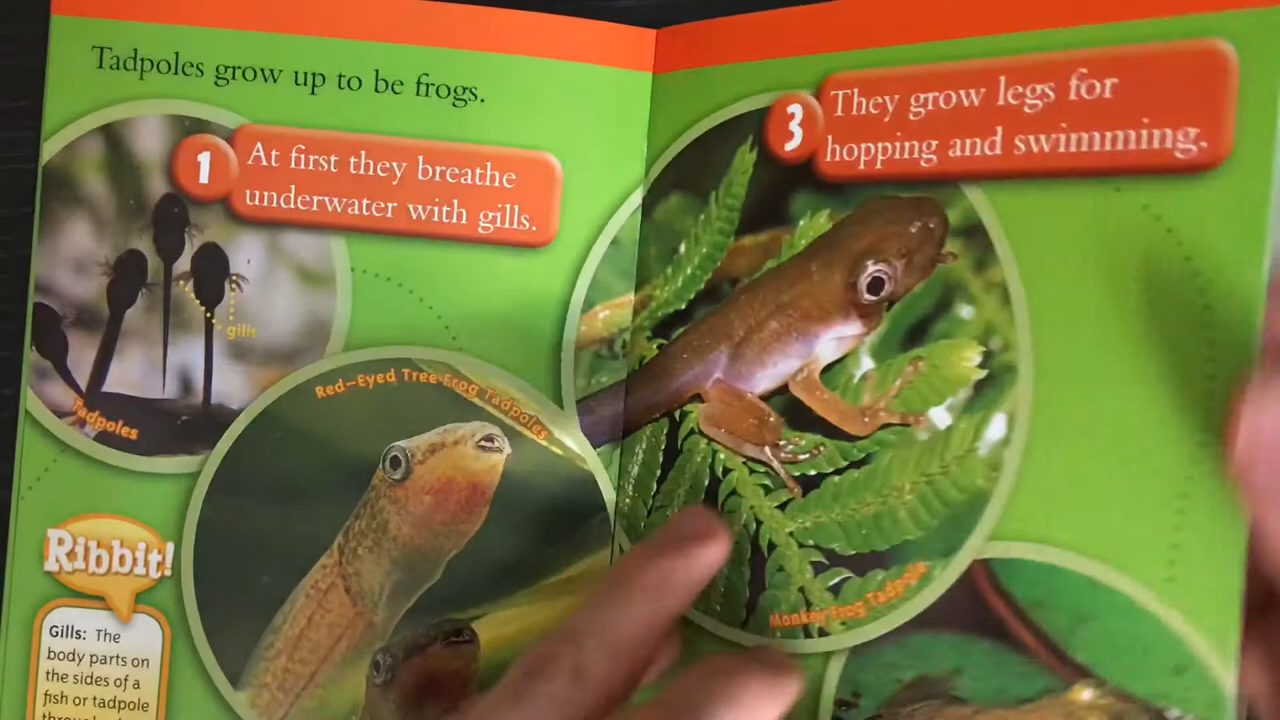 Tadpoles grow up to be frogs.
1
At first they breathe
underwater with gills.
gills
Tadpoles
Red-Eyed Tree Frog Tadpoles
Ribbit!
Gills: The
body parts on
the sides of a
fish or tadpole
3
They grow legs for
hopping and swimming.
Monkey Frog Tadpole